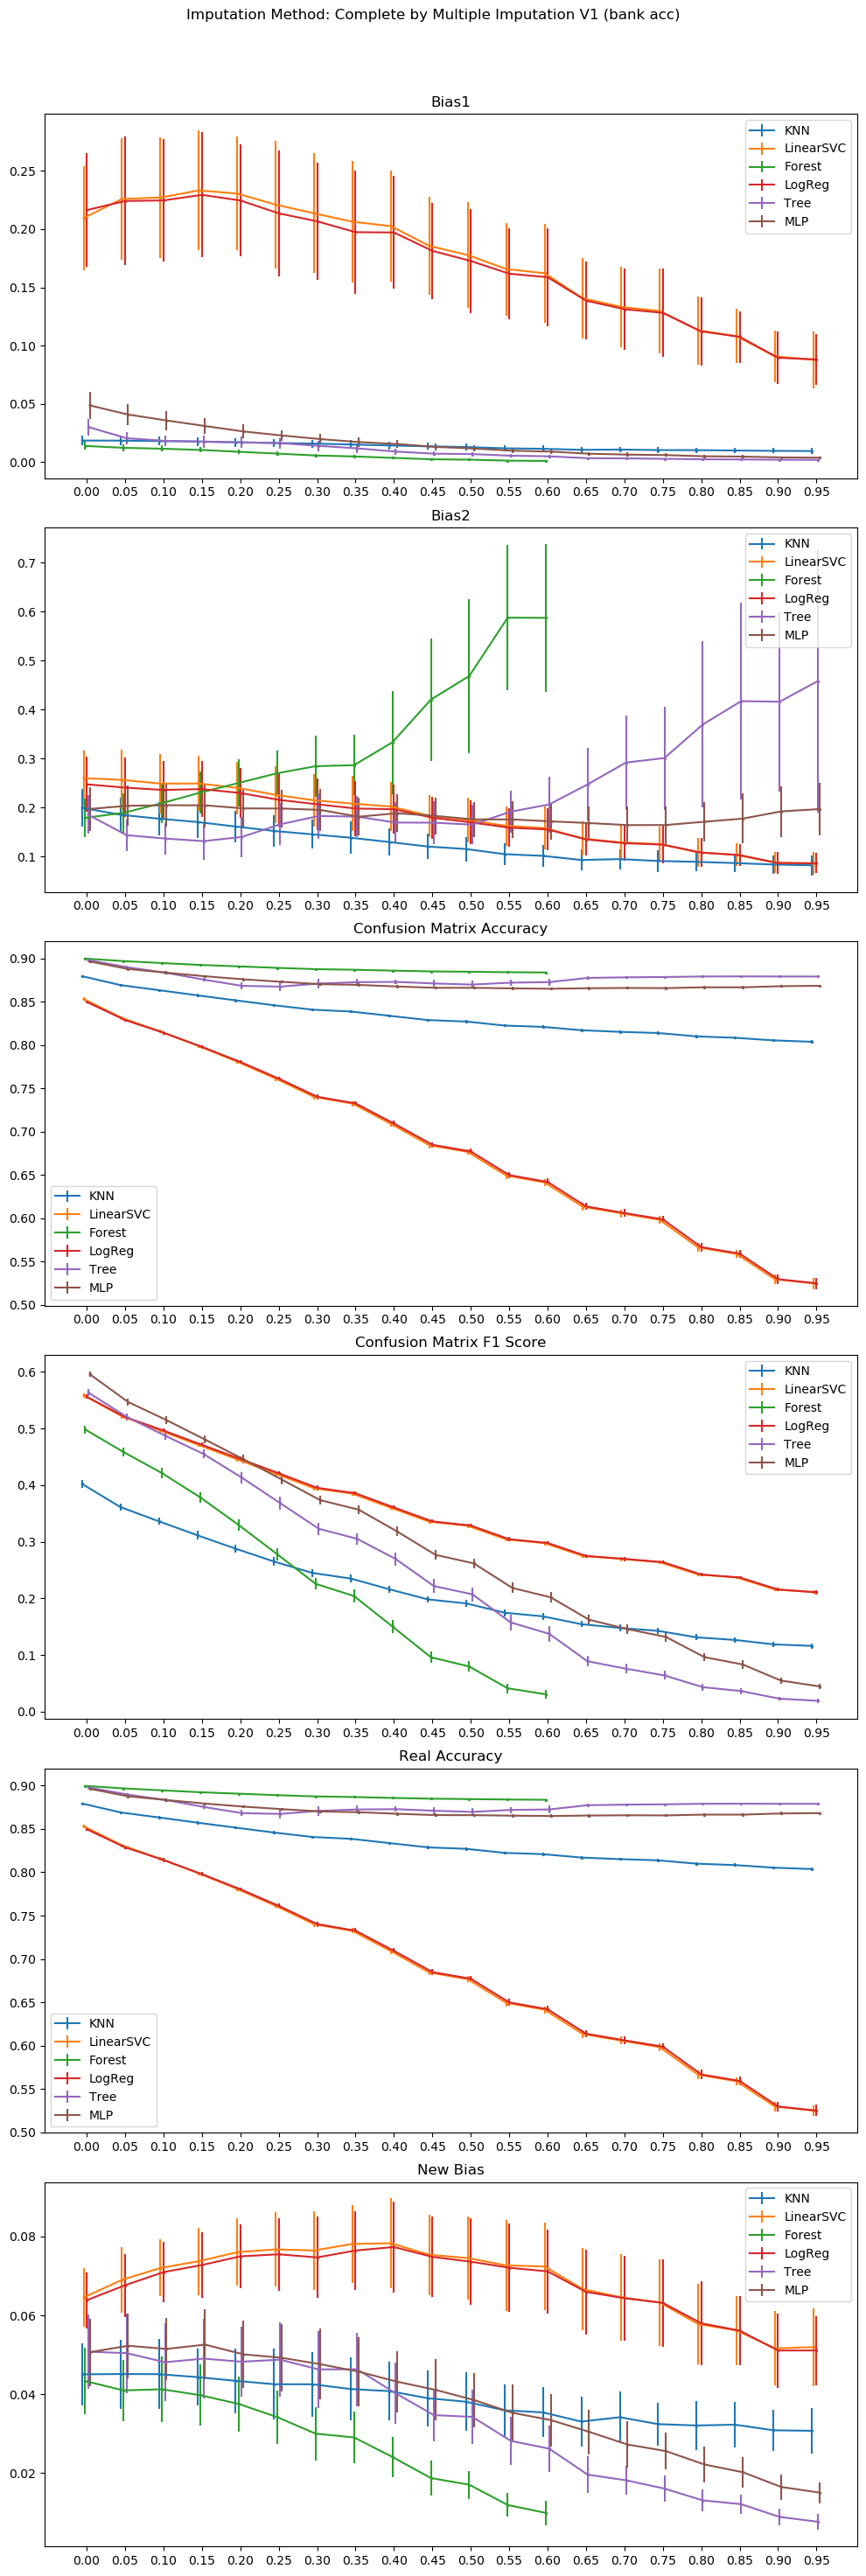 Imputation Method: Complete by Multiple Imputation V1 (bank acc)
Bias1
KNN
LinearSVC
Forest
LogReg
Tree
MLP
0.25
0.20
0.15
0.10
0.05
0.00
0.00 0.05 0.10 0.15 0.20 0.25 0.30 0.35 0.40 0.45 0.50 0.55 0.60 0.65 0.70 0.75 0.80 0.85 0.90 0.95
Bias2
KNN
LinearSVC
Forest
LogReg
Tree
MLP
0.7
0.6
0.5
0.4
0.3
0.2
0.1
0.00 0.05 0.10 0.15 0.20 0.25 0.30 0.35 0.40 0.45 0.50 0.55 0.60 0.65 0.70 0.75 0.80 0.85 0.90 0.95
Confusion Matrix Accuracy
0.90
0.85
0.80
0.75
0.70
0.65
0.60
0.55
0.50
KNN
LinearSVC
Forest
LogReg
Tree
MLP
0.00 0.05 0.10 0.15 0.20 0.25 0.30 0.35 0.40 0.45 0.50 0.55 0.60 0.65 0.70 0.75 0.80 0.85 0.90 0.95
Confusion Matrix F1 Score
KNN
LinearSVC
Forest
LogReg
Tree
MLP
0.6
0.5
0.4
0.3
0.2
0.1
0.0
0.00 0.05 0.10 0.15 0.20 0.25 0.30 0.35 0.40 0.45 0.50 0.55 0.60 0.65 0.70 0.75 0.80 0.85 0.90 0.95
Real Accuracy
0.90
0.85
0.80
0.75
0.70
0.65
0.60
0.55
0.50
KNN
LinearSVC
Forest
LogReg
Tree
MLP
0.00 0.05 0.10 0.15 0.20 0.25 0.30 0.35 0.40 0.45 0.50 0.55 0.60 0.65 0.70 0.75 0.80 0.85 0.90 0.95
New Bias
KNN
LinearSVC
Forest
LogReg
Tree
MLP
0.08
0.06
0.04
0.02
0.00 0.05 0.10 0.15 0.20 0.25 0.30 0.35 0.40 0.45 0.50 0.55 0.60 0.65 0.70 0.75 0.80 0.85 0.90 0.95